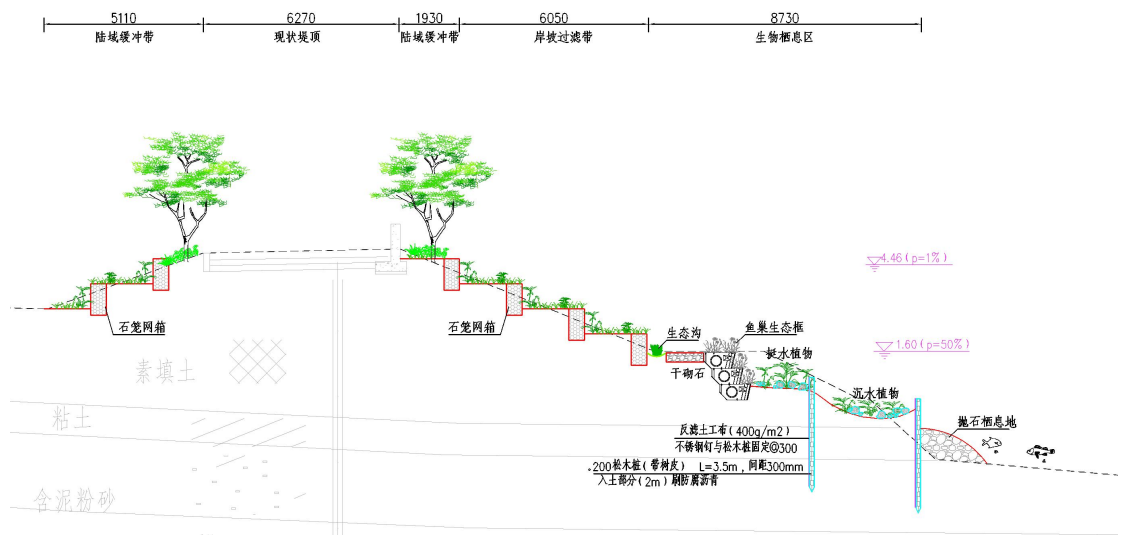 5110 6270 1930 6050 8730
陆域缓冲带 现状堤顶 陆域缓冲带 岸坡过滤带 生物栖息区
4.46(p=1%)
石笼网箱 石笼网箱 生态沟 鱼巢生态框
1.60(p=50%)
挺水植物
素填土
干砌石
沉水植物
粘土
抛石栖息地
反滤土工布(400g/m2)
不锈钢钉与松木桩固定@300
200松木桩(带树皮) L=3.5m,间距300mm
入土部分(2m)刷防腐沥青
含泥粉砂